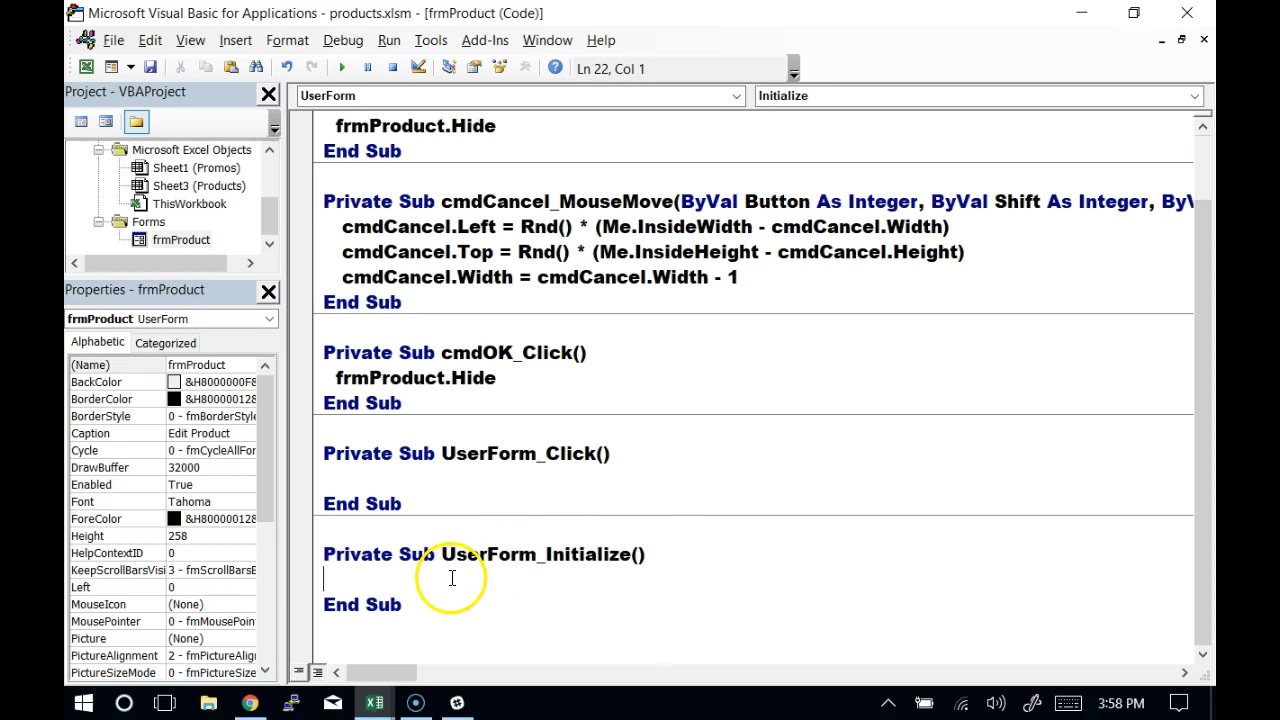 Microsoft Visual Basic for Applications - products.xlsm - [frmProduct (Code)]
File Edit View Insert Format Debug Run Tools Add-Ins Window Help
Ln 22, Col 1
Project - VBAProject
UserForm
Initialize
Microsoft Excel Objects
Sheet1 (Promos)
Sheet3 (Products)
ThisWorkbook
Forms
frmProduct
Properties - frmProduct
frmProduct UserForm
Alphabetic Categorized
(Name) frmProduct
BackColor &H8000000F8
BorderColor &H800000128
BorderStyle 0 - fmBorderStyle
Caption Edit Product
Cycle 0 - fmCycleAllFor
DrawBuffer 32000
Enabled True
Font Tahoma
ForeColor &H800000128
Height 258
HelpContextID 0
KeepScrollBarsVisi 3 - fmScrollBarsB
Left 0
MouseIcon (None)
MousePointer 0 - fmMousePoin
Picture (None)
PictureAlignment 2 - fmPictureAlig
PictureSizeMode 0 - fmPictureSize
frmProduct.Hide
End Sub
Private Sub cmdCancel_MouseMove(ByVal Button As Integer, ByVal Shift As Integer, ByV
cmdCancel.Left = Rnd() * (Me.InsideWidth - cmdCancel.Width)
cmdCancel.Top = Rnd() * (Me.InsideHeight - cmdCancel.Height)
cmdCancel.Width = cmdCancel.Width - 1
End Sub
Private Sub cmdOK_Click()
frmProduct.Hide
End Sub
Private Sub UserForm_Click()
End Sub
Private Sub UserForm_Initialize()
End Sub
3:58 PM